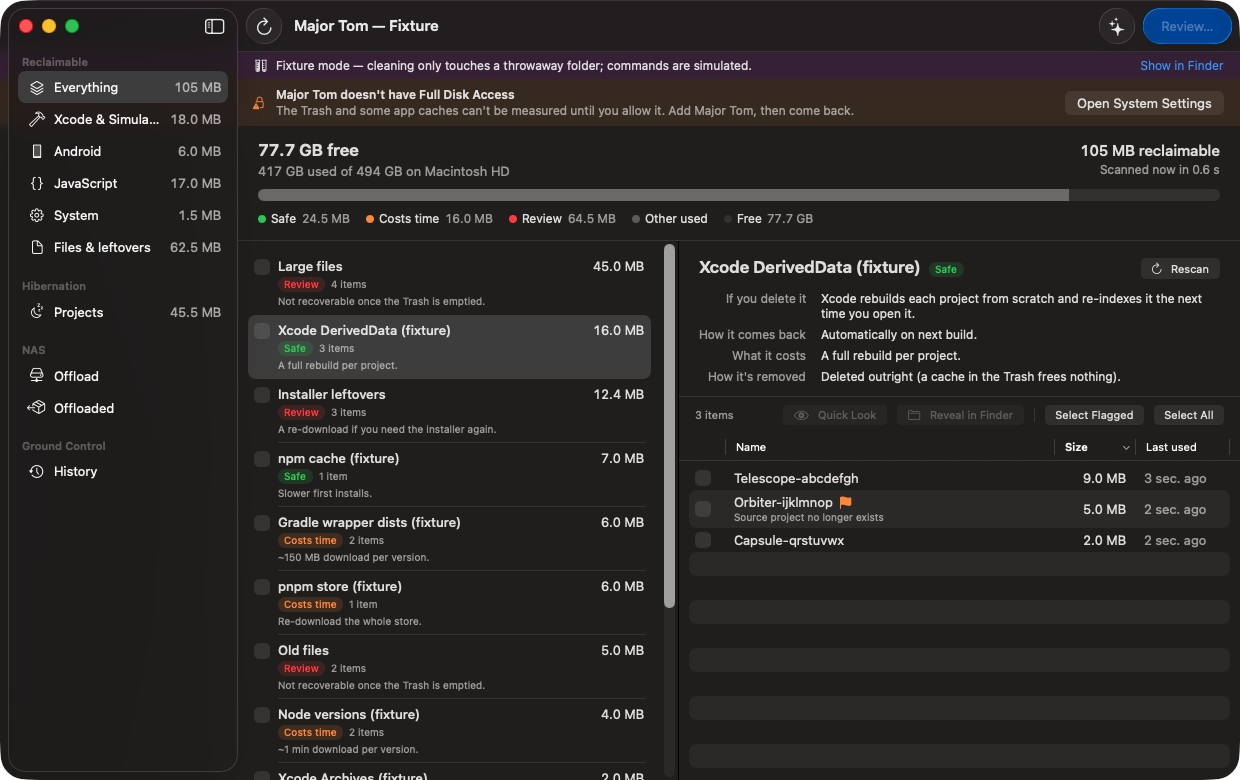 Major Tom — Fixture
Review...
Reclaimable
Everything 105 MB
Xcode & Simula... 18.0 MB
Android 6.0 MB
{} JavaScript 17.0 MB
System 1.5 MB
Files & leftovers 62.5 MB
Hibernation
Projects 45.5 MB
NAS
Offload
Offloaded
Ground Control
History
Fixture mode — cleaning only touches a throwaway folder; commands are simulated. Show in Finder
Major Tom doesn't have Full Disk Access
The Trash and some app caches can't be measured until you allow it. Add Major Tom, then come back.
Open System Settings
77.7 GB free 105 MB reclaimable
417 GB used of 494 GB on Macintosh HD Scanned now in 0.6 s
Safe 24.5 MB Costs time 16.0 MB Review 64.5 MB Other used Free 77.7 GB
Large files 45.0 MB
Review 4 items
Not recoverable once the Trash is emptied.
Xcode DerivedData (fixture) 16.0 MB
Safe 3 items
A full rebuild per project.
Installer leftovers 12.4 MB
Review 3 items
A re-download if you need the installer again.
npm cache (fixture) 7.0 MB
Safe 1 item
Slower first installs.
Gradle wrapper dists (fixture) 6.0 MB
Costs time 2 items
~150 MB download per version.
pnpm store (fixture) 6.0 MB
Costs time 1 item
Re-download the whole store.
Old files 5.0 MB
Review 2 items
Not recoverable once the Trash is emptied.
Node versions (fixture) 4.0 MB
Costs time 2 items
~1 min download per version.
Xcode Archives (fixture) 2.0 MB
Xcode DerivedData (fixture) Safe Rescan
If you delete it Xcode rebuilds each project from scratch and re-indexes it the next
time you open it.
How it comes back Automatically on next build.
What it costs A full rebuild per project.
How it's removed Deleted outright (a cache in the Trash frees nothing).
3 items Quick Look Reveal in Finder Select Flagged Select All
Name Size Last used
Telescope-abcdefgh 9.0 MB 3 sec. ago
Orbiter-ijklmnop 5.0 MB 2 sec. ago
Source project no longer exists
Capsule-qrstuvwx 2.0 MB 2 sec. ago